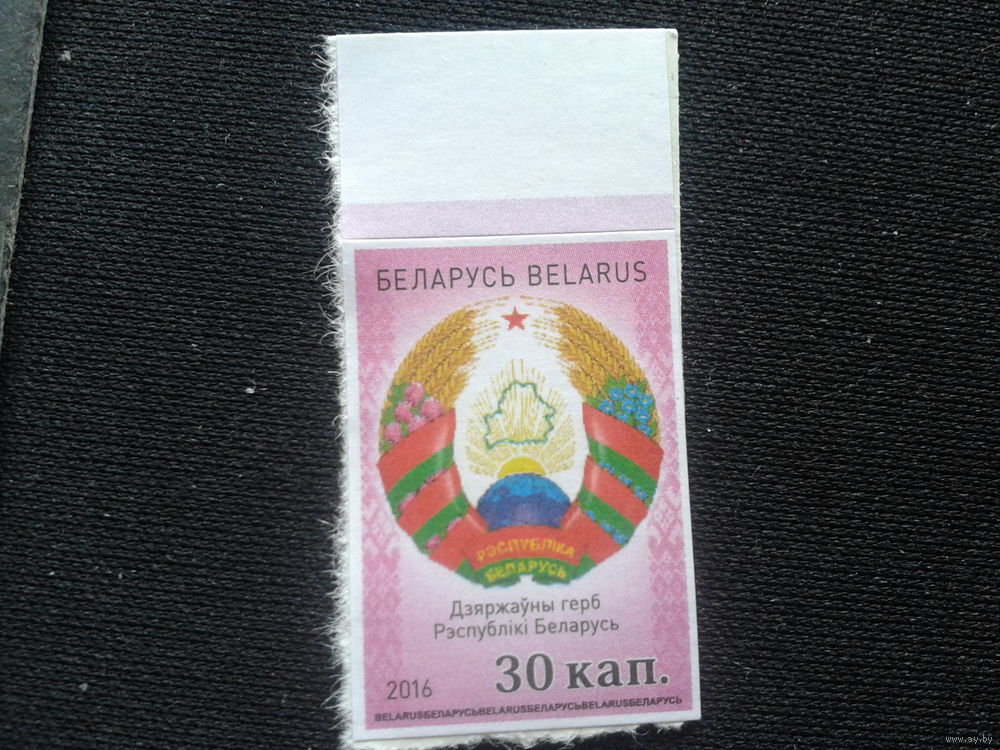 БЕЛАРУСЬ BELARUS
РЭСПУБЛІКА
БЕЛАРУСЬ
Дзяржаўны герб
Рэспублікі Беларусь
30 кап.
2016
BELARUSБЕЛАРУСЬBELARUSБЕЛАРУСЬBELARUSБЕЛАРУСЬ
www.ay.by